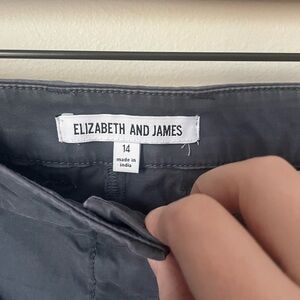 ELIZABETH AND JAMES
14
made in
india